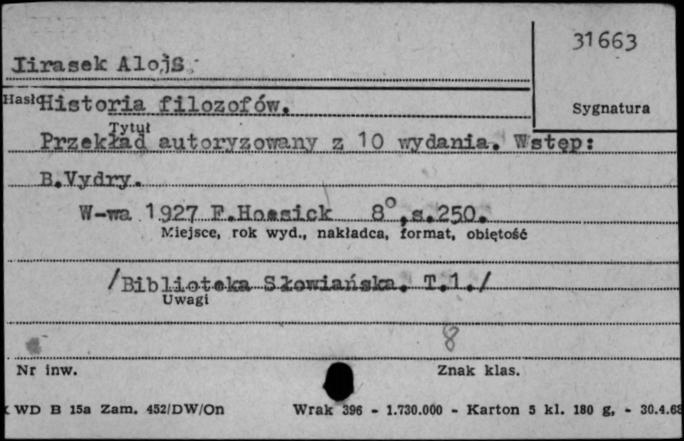 31663
Jirasek Alojs
Hasło
Historia filozofów.
Sygnatura
Tytuł
Przekład autoryzowany z 10 wydania. Wstęp:
B.Vydry.
W-wa 1927 F.Hoesick 8°,s.250.
Miejsce, rok wyd., nakładca, format, objętość
/Biblioteka Słowiańska. T.1./
Uwagi
8
Nr inw.
Znak klas.
WD B 15a Zam. 452/DW/On Wrak 396 - 1.730.000 - Karton 5 kl. 180 g, - 30.4.68